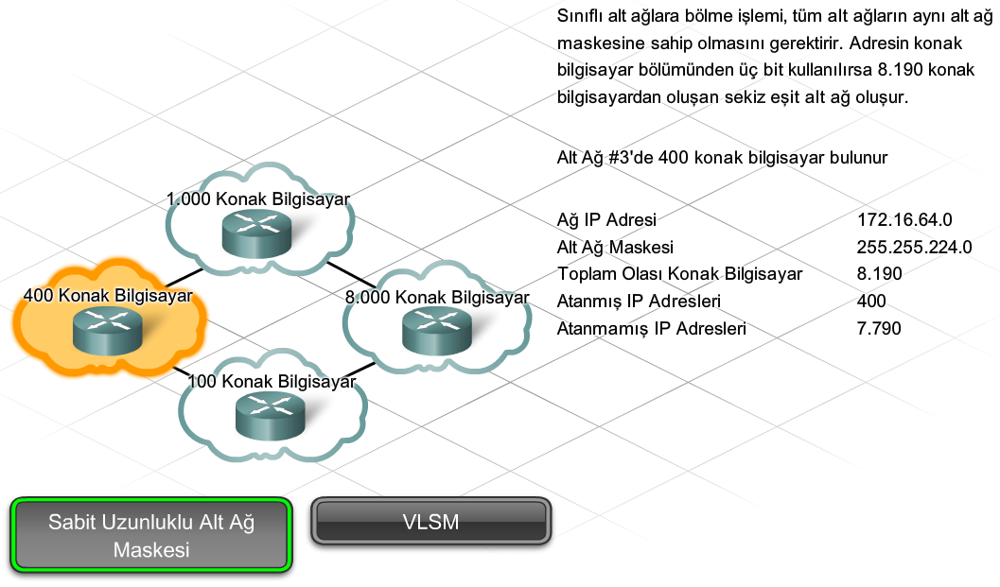 Sınıflı alt ağlara bölme işlemi, tüm alt ağların aynı alt ağ
maskesine sahip olmasını gerektirir. Adresin konak
bilgisayar bölümünden üç bit kullanılırsa 8.190 konak
bilgisayardan oluşan sekiz eşit alt ağ oluşur.
Alt Ağ #3'de 400 konak bilgisayar bulunur
Ağ IP Adresi 172.16.64.0
Alt Ağ Maskesi 255.255.224.0
Toplam Olası Konak Bilgisayar 8.190
Atanmış IP Adresleri 400
Atanmamış IP Adresleri 7.790
1.000 Konak Bilgisayar
400 Konak Bilgisayar
8.000 Konak Bilgisayar
100 Konak Bilgisayar
Sabit Uzunluklu Alt Ağ
Maskesi
VLSM